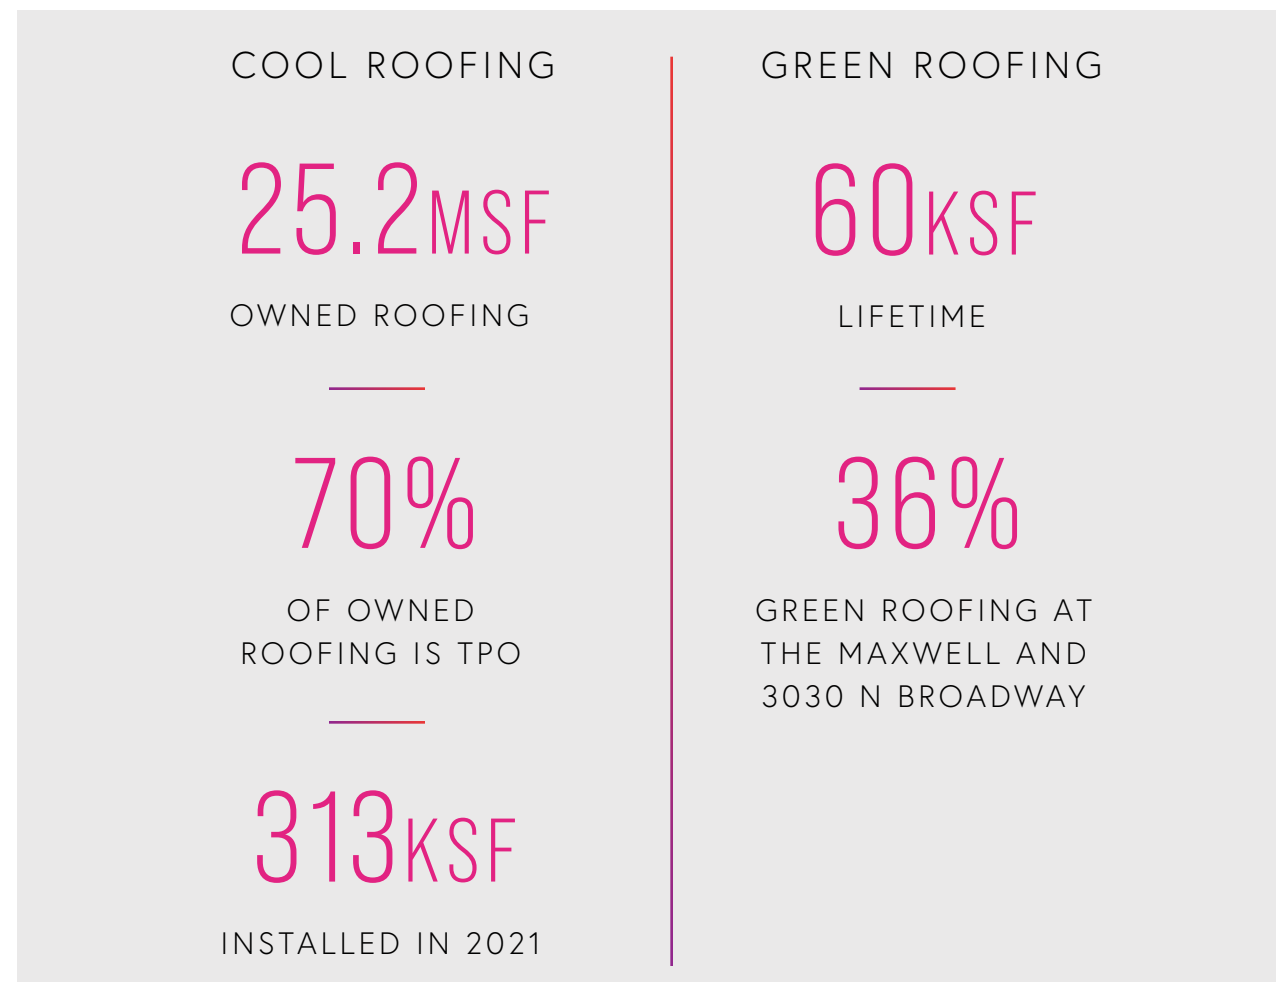 COOL ROOFING
25.2MSF
OWNED ROOFING
70%
OF OWNED
ROOFING IS TPO
313KSF
INSTALLED IN 2021
GREEN ROOFING
60KSF
LIFETIME
36%
GREEN ROOFING AT
THE MAXWELL AND
3030 N BROADWAY